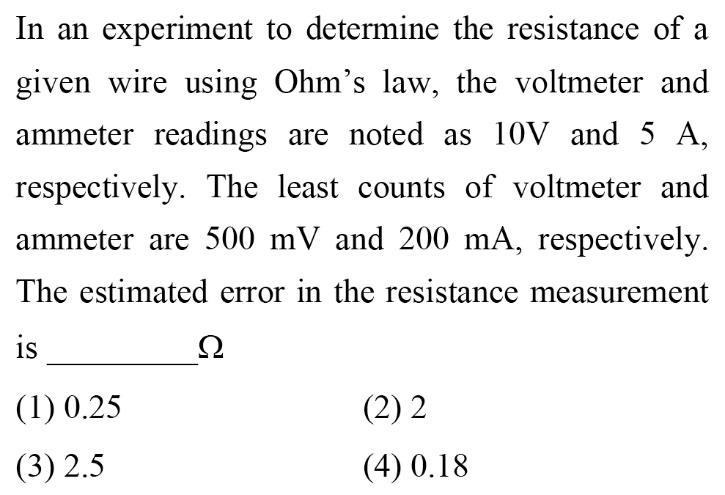 In an experiment to determine the resistance of a
given wire using Ohm's law, the voltmeter and
ammeter readings are noted as 10V and 5 A,
respectively. The least counts of voltmeter and
ammeter are 500 mV and 200 mA, respectively.
The estimated error in the resistance measurement
is __________Ω
(1) 0.25 (2) 2
(3) 2.5 (4) 0.18